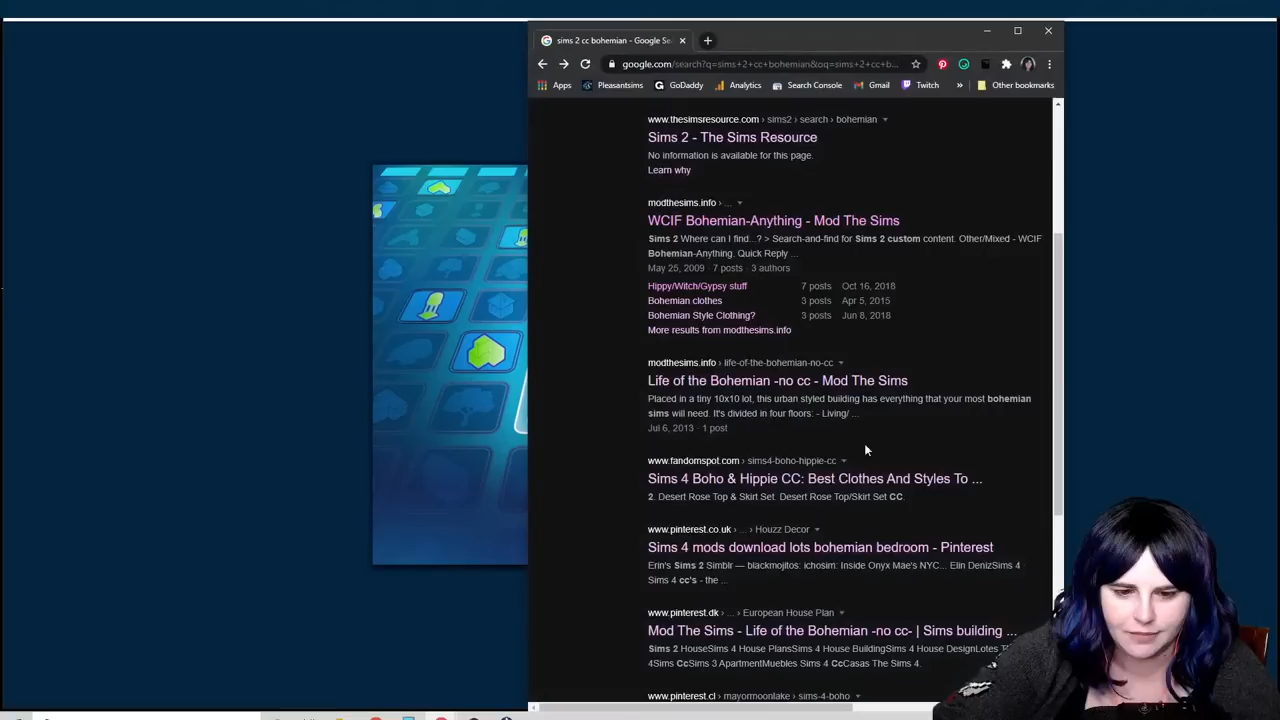 sims 2 cc bohemian - Google Se
google.com/search?q=sims+2+cc+bohemian&oq=sims+2+cc+b...
Apps Pleasantsims GoDaddy Analytics Search Console Gmail Twitch » Other bookmarks
www.thesimsresource.com › sims2 › search › bohemian
Sims 2 - The Sims Resource
No information is available for this page.
Learn why
modthesims.info › ...
WCIF Bohemian-Anything - Mod The Sims
Sims 2 Where can I find...? > Search-and-find for Sims 2 custom content. Other/Mixed - WCIF
Bohemian-Anything. Quick Reply ...
May 25, 2009 · 7 posts · 3 authors
Hippy/Witch/Gypsy stuff 7 posts Oct 16, 2018
Bohemian clothes 3 posts Apr 5, 2015
Bohemian Style Clothing? 3 posts Jun 8, 2018
More results from modthesims.info
modthesims.info › life-of-the-bohemian-no-cc
Life of the Bohemian -no cc - Mod The Sims
Placed in a tiny 10x10 lot, this urban styled building has everything that your most bohemian
sims will need. It's divided in four floors: - Living/ ...
Jul 6, 2013 · 1 post
www.fandomspot.com › sims4-boho-hippie-cc
Sims 4 Boho & Hippie CC: Best Clothes And Styles To ...
2. Desert Rose Top & Skirt Set. Desert Rose Top/Skirt Set CC.
www.pinterest.co.uk › ... › Houzz Decor
Sims 4 mods download lots bohemian bedroom - Pinterest
Erin's Sims 2 Simblr — blackmojitos: ichosim: Inside Onyx Mae's NYC... Elin DenizSims 4
Sims 4 cc's - the ...
www.pinterest.dk › ... › European House Plan
Mod The Sims - Life of the Bohemian -no cc- | Sims building ...
Sims 2 HouseSims 4 House PlansSims 4 House BuildingSims 4 House DesignLotes
4Sims CcSims 3 ApartmentMuebles Sims 4 CcCasas The Sims 4.
www.pinterest.cl › mayormoonlake › sims-4-boho